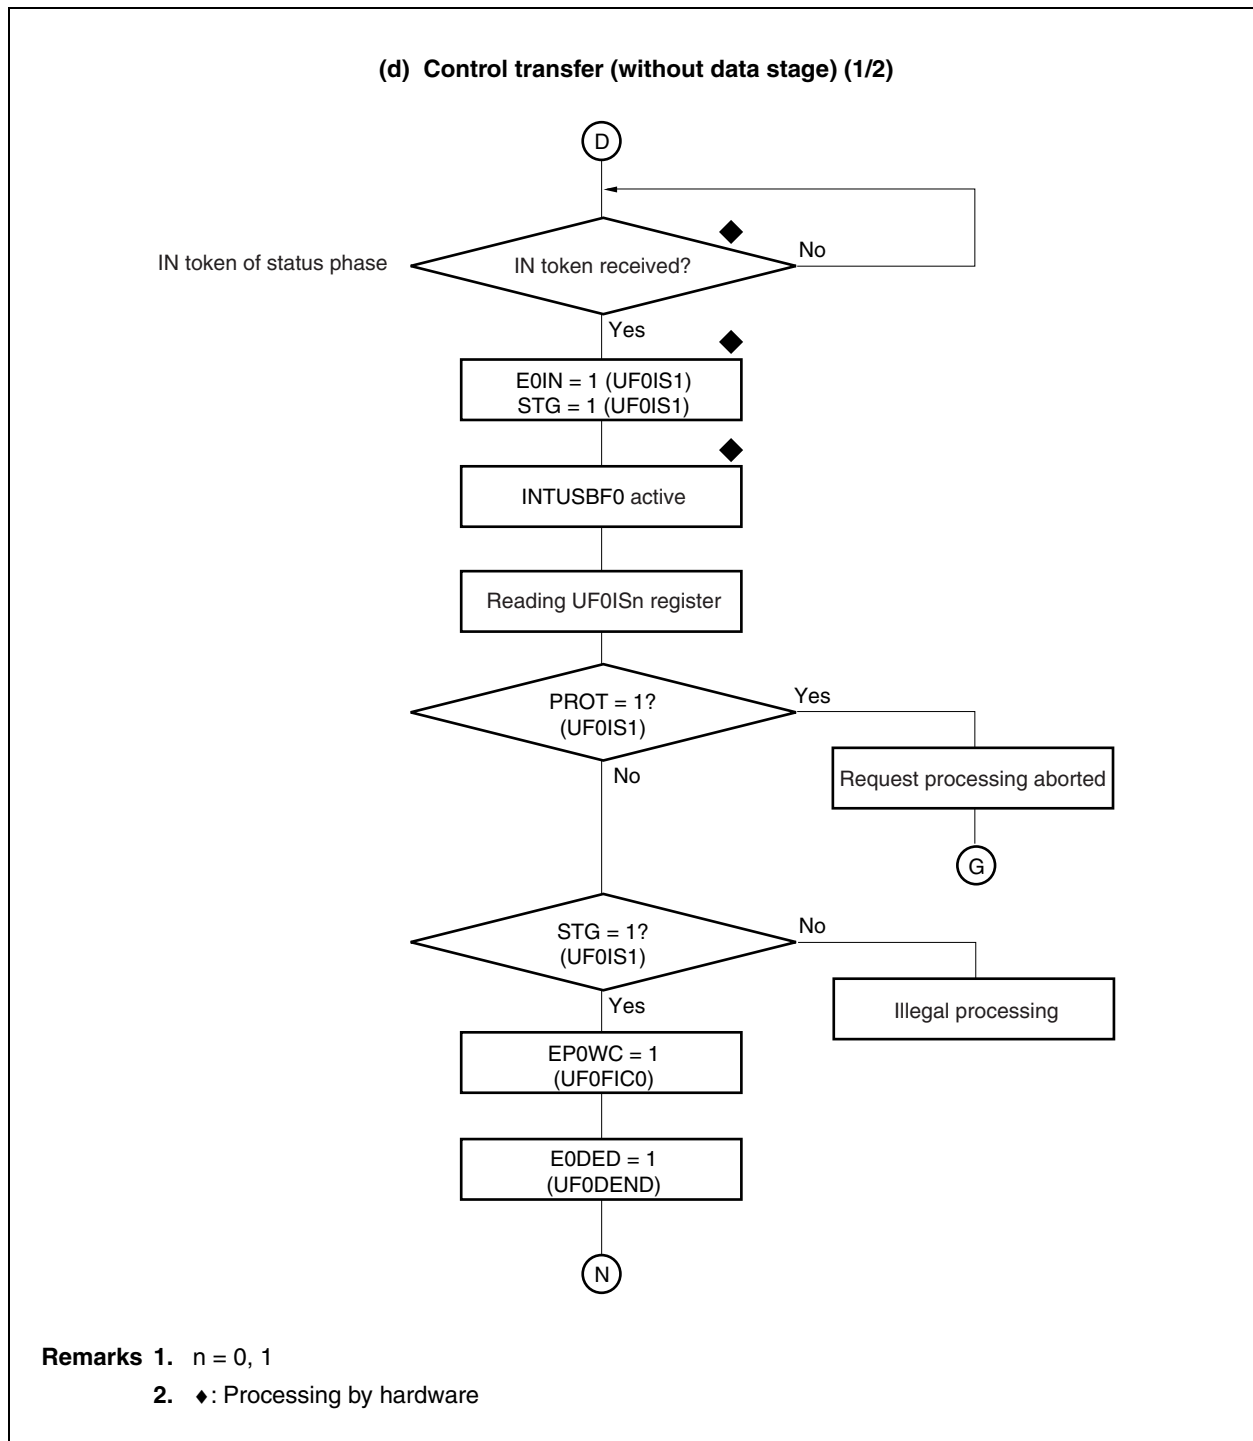 (d) Control transfer (without data stage) (1/2)
D
IN token of status phase
IN token received?
No
Yes
E0IN = 1 (UF0IS1)
STG = 1 (UF0IS1)
INTUSBF0 active
Reading UF0ISn register
PROT = 1?
(UF0IS1)
Yes
No
Request processing aborted
G
STG = 1?
(UF0IS1)
No
Yes
Illegal processing
EP0WC = 1
(UF0FIC0)
E0DED = 1
(UF0DEND)
N
Remarks 1. n = 0, 1
2. ♦: Processing by hardware